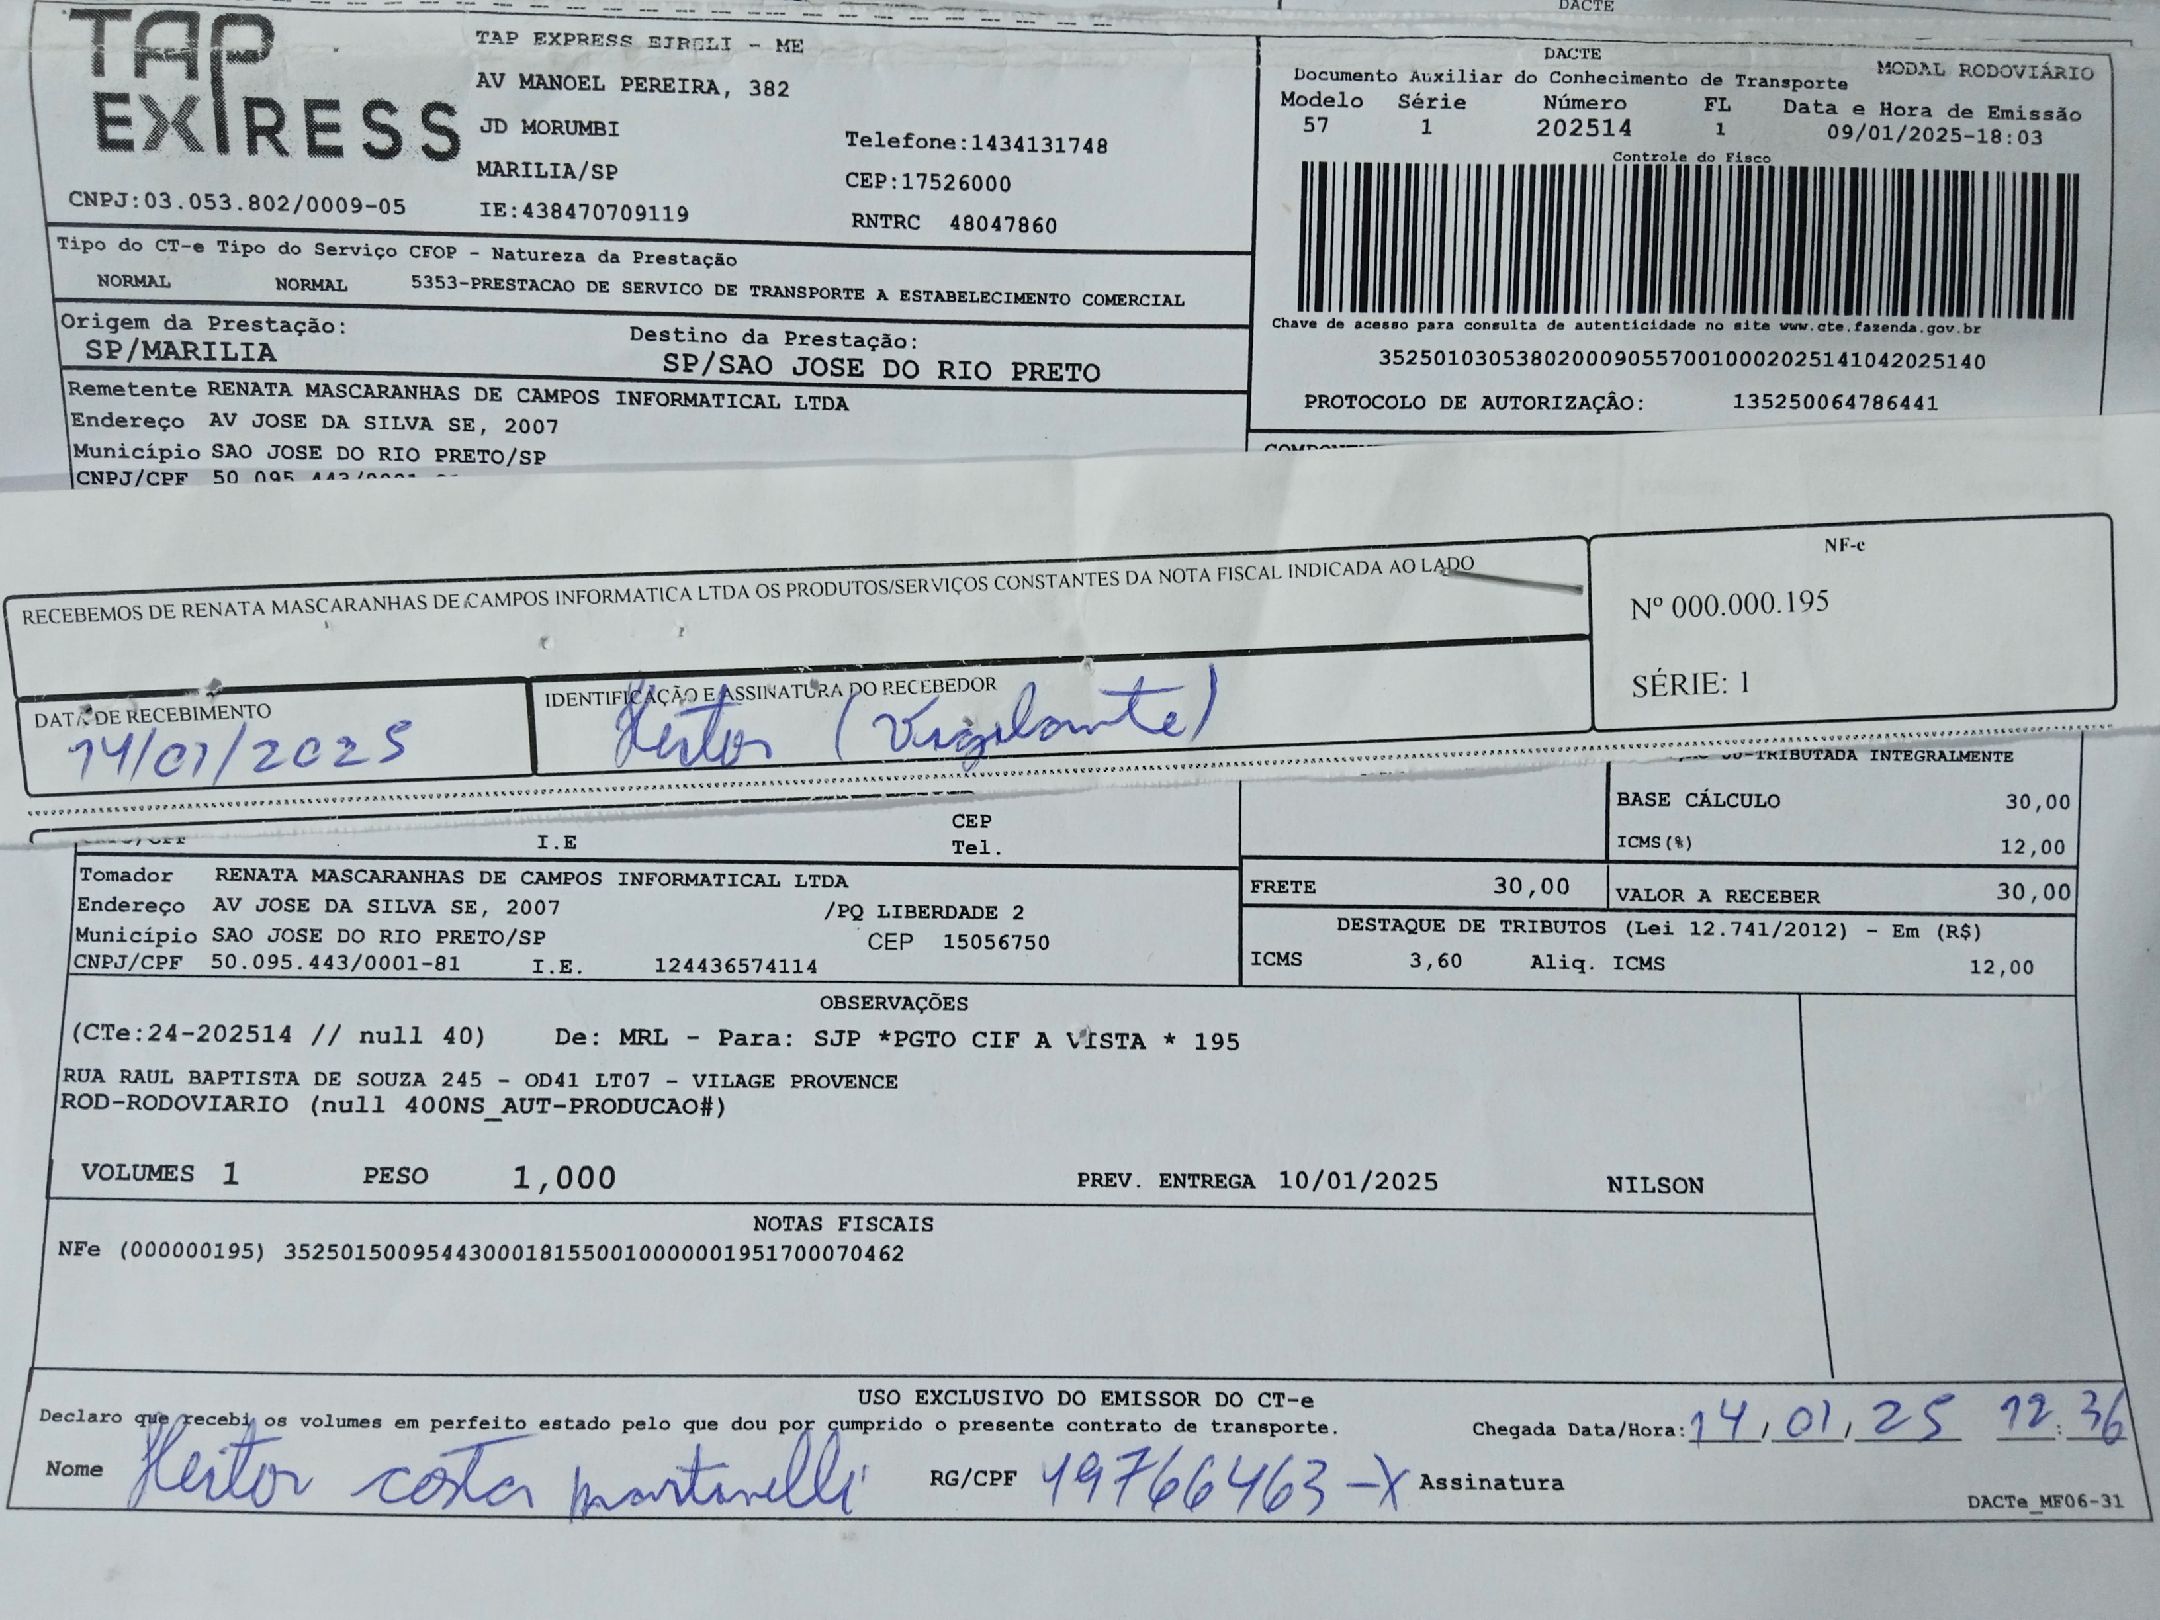 DACTE
TAP
EXPRESS
TAP EXPRESS EIRELI - ME
AV MANOEL PEREIRA, 382
JD MORUMBI
MARILIA/SP
Telefone:1434131748
CEP:17526000
CNPJ:03.053.802/0009-05
IE:438470709119
RNTRC 48047860
DACTE
Documento Auxiliar do Conhecimento de Transporte
MODAL RODOVIÁRIO
Modelo Série Número FL Data e Hora de Emissão
57 1 202514 1 09/01/2025-18:03
Controle do Fisco
Chave de acesso para consulta de autenticidade no site www.cte.fazenda.gov.br
35250103053802000905570010002025141042025140
PROTOCOLO DE AUTORIZAÇÂO: 135250064786441
Tipo do CT-e Tipo do Serviço CFOP - Natureza da Prestação
NORMAL NORMAL 5353-PRESTACAO DE SERVICO DE TRANSPORTE A ESTABELECIMENTO COMERCIAL
Origem da Prestação:
SP/MARILIA
Destino da Prestação:
SP/SAO JOSE DO RIO PRETO
Remetente RENATA MASCARANHAS DE CAMPOS INFORMATICAL LTDA
Endereço AV JOSE DA SILVA SE, 2007
Município SAO JOSE DO RIO PRETO/SP
CNPJ/CPF 50.095.443
RECEBEMOS DE RENATA MASCARANHAS DE CAMPOS INFORMATICA LTDA OS PRODUTOS/SERVIÇOS CONSTANTES DA NOTA FISCAL INDICADA AO LADO
NF-e
Nº 000.000.195
SÉRIE: 1
DATA DE RECEBIMENTO
14/01/2025
IDENTIFICAÇÃO E ASSINATURA DO RECEBEDOR
Heitor (Vigilante)
TRIBUTADA INTEGRALMENTE
BASE CÁLCULO 30,00
ICMS(%) 12,00
I.E
CEP
Tel.
Tomador RENATA MASCARANHAS DE CAMPOS INFORMATICAL LTDA
Endereço AV JOSE DA SILVA SE, 2007 /PQ LIBERDADE 2
Município SAO JOSE DO RIO PRETO/SP CEP 15056750
CNPJ/CPF 50.095.443/0001-81 I.E. 124436574114
FRETE 30,00 VALOR A RECEBER 30,00
DESTAQUE DE TRIBUTOS (Lei 12.741/2012) - Em (R$)
ICMS 3,60 Aliq. ICMS 12,00
OBSERVAÇÕES
(CTe:24-202514 // null 40) De: MRL - Para: SJP *PGTO CIF A VISTA * 195
RUA RAUL BAPTISTA DE SOUZA 245 - OD41 LT07 - VILAGE PROVENCE
ROD-RODOVIARIO (null 400NS_AUT-PRODUCAO#)
VOLUMES 1 PESO 1,000 PREV. ENTREGA 10/01/2025 NILSON
NOTAS FISCAIS
NFe (000000195) 35250150095443000181550010000001951700070462
USO EXCLUSIVO DO EMISSOR DO CT-e
Declaro que recebi os volumes em perfeito estado pelo que dou por cumprido o presente contrato de transporte.
Chegada Data/Hora: 14/01/25 12:36
Nome Heitor costa martinelli RG/CPF 19766463-X Assinatura
DACTe_MF06-31